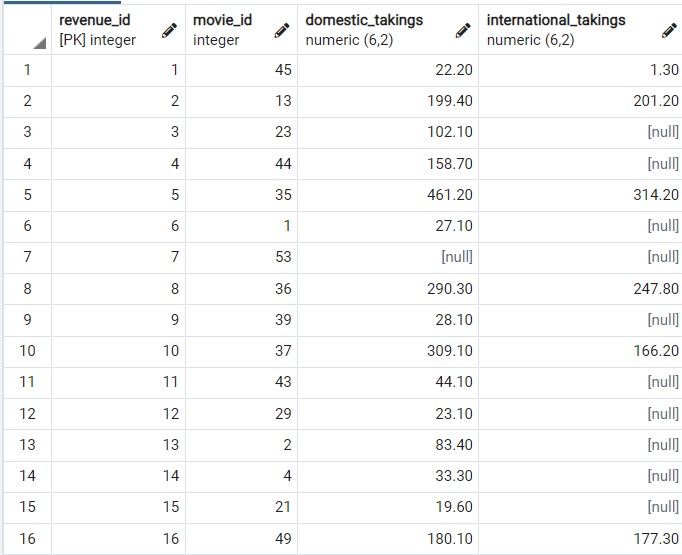 revenue_id movie_id domestic_takings international_takings
[PK] integer integer numeric (6,2) numeric (6,2)
1 1 45 22.20 1.30
2 2 13 199.40 201.20
3 3 23 102.10 [null]
4 4 44 158.70 [null]
5 5 35 461.20 314.20
6 6 1 27.10 [null]
7 7 53 [null] [null]
8 8 36 290.30 247.80
9 9 39 28.10 [null]
10 10 37 309.10 166.20
11 11 43 44.10 [null]
12 12 29 23.10 [null]
13 13 2 83.40 [null]
14 14 4 33.30 [null]
15 15 21 19.60 [null]
16 16 49 180.10 177.30